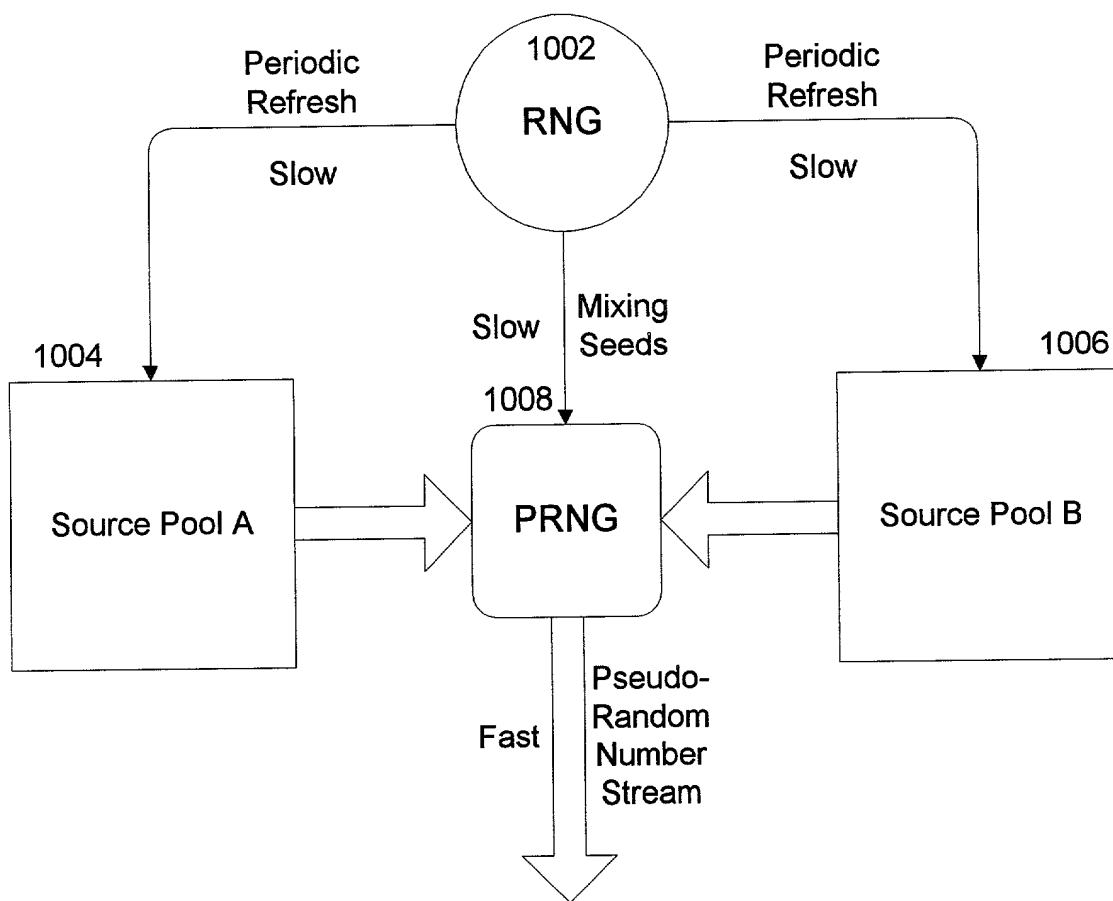 1002
RNG
Periodic
Refresh
Slow
Periodic
Refresh
Slow
Slow
Mixing
Seeds
1004
Source Pool A
1008
PRNG
1006
Source Pool B
Fast
Pseudo-
Random
Number
Stream